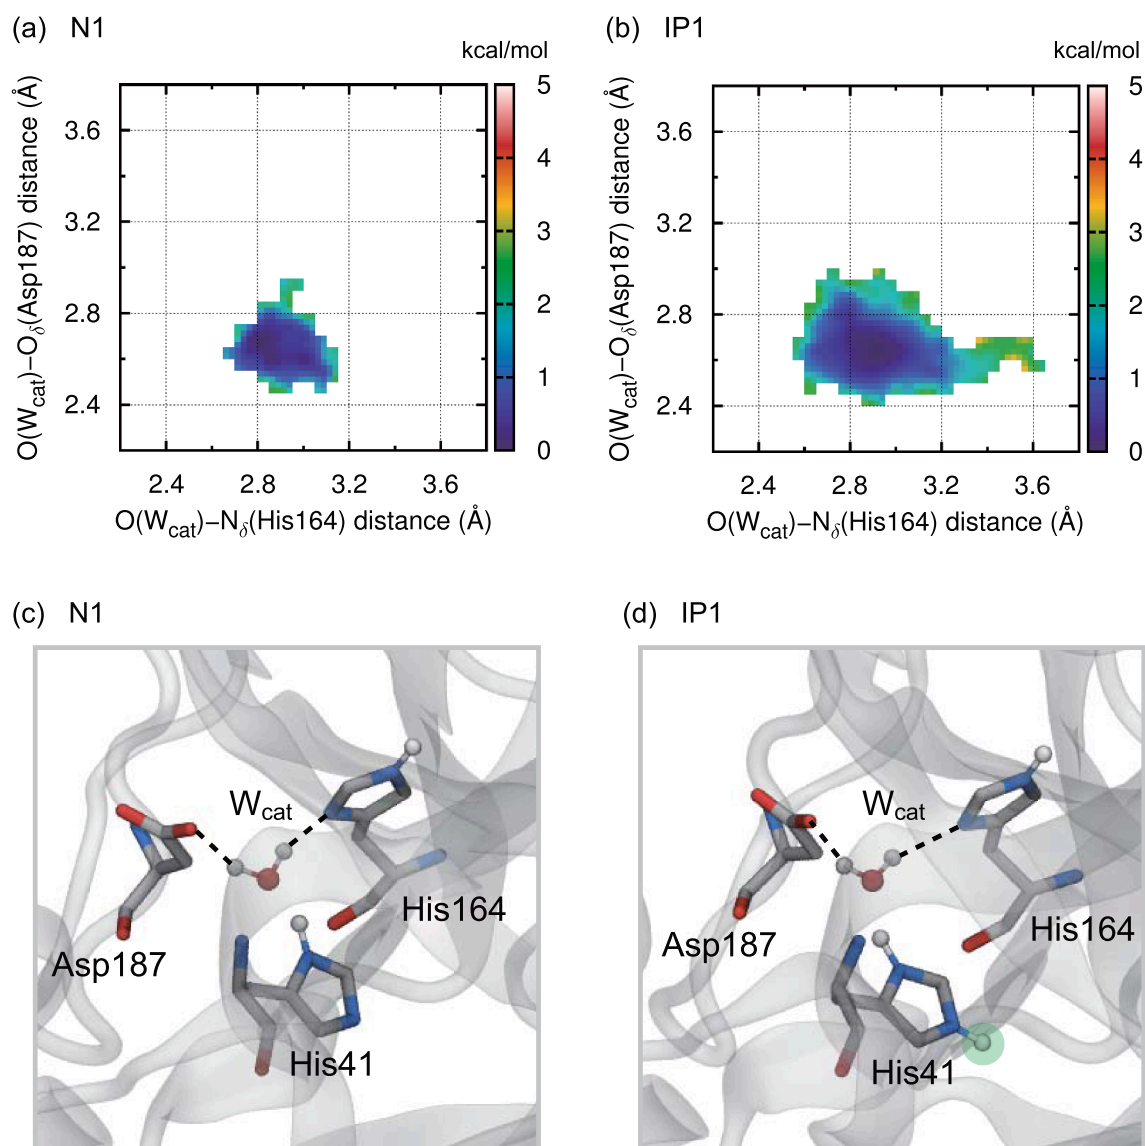 (a) N1
kcal/mol
O(Wcat)–Oδ(Asp187) distance (Å)
3.6
3.2
2.8
2.4
2.4 2.8 3.2 3.6
O(Wcat)–Nδ(His164) distance (Å)
5
4
3
2
1
0
(b) IP1
kcal/mol
O(Wcat)–Oδ(Asp187) distance (Å)
3.6
3.2
2.8
2.4
2.4 2.8 3.2 3.6
O(Wcat)–Nδ(His164) distance (Å)
5
4
3
2
1
0
(c) N1
Wcat
His164
Asp187
His41
(d) IP1
Wcat
His164
Asp187
His41